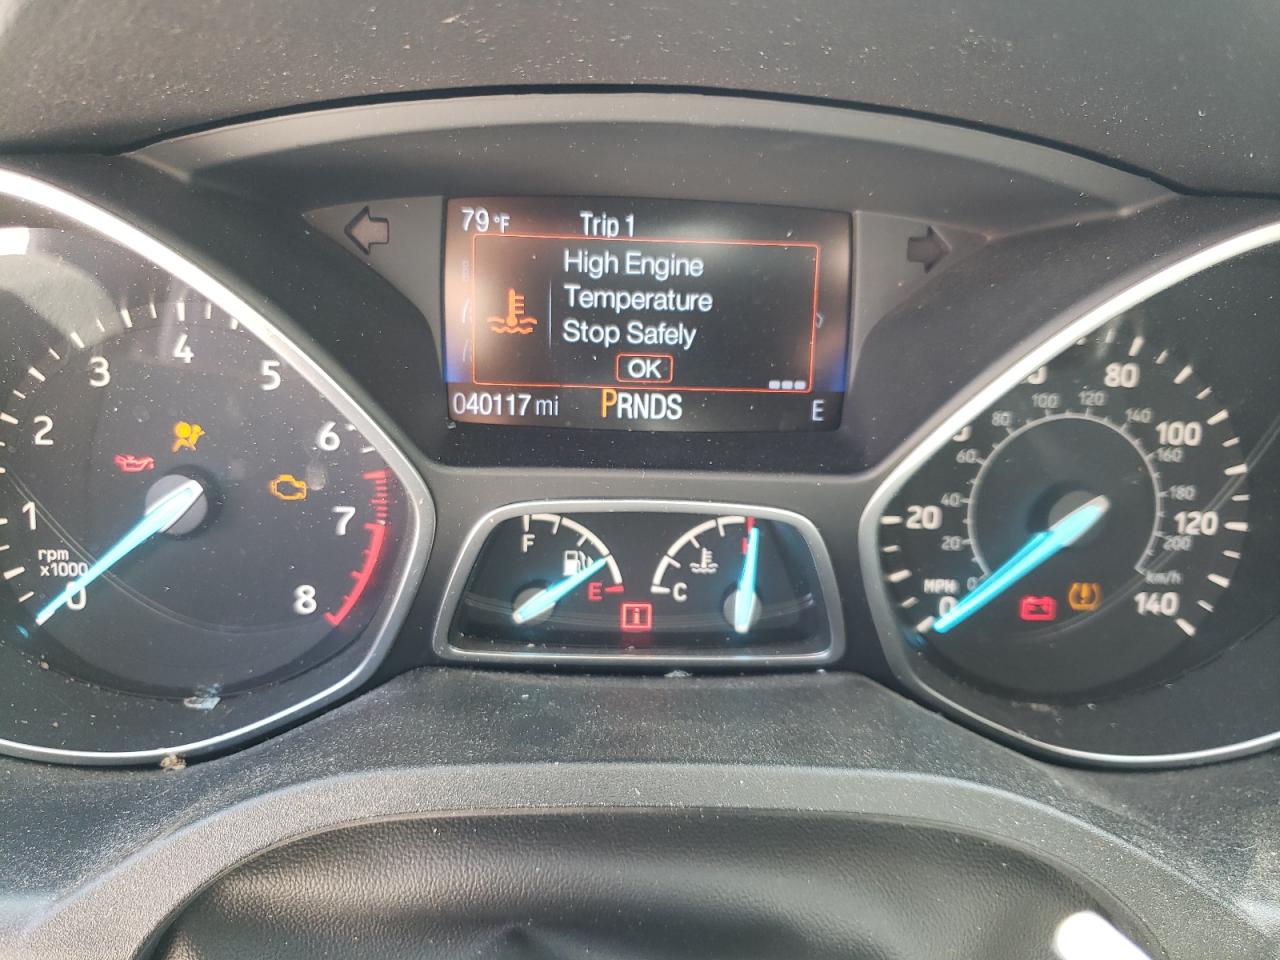 79°F Trip 1
High Engine
Temperature
Stop Safely
OK
040117 mi PRNDS E
0
1
2
3
4
5
6
7
8
rpm
x1000
F
E
i
C
H
0
20
80
100
120
140
MPH
0
20
40
60
80
100
120
140
160
180
200
km/h